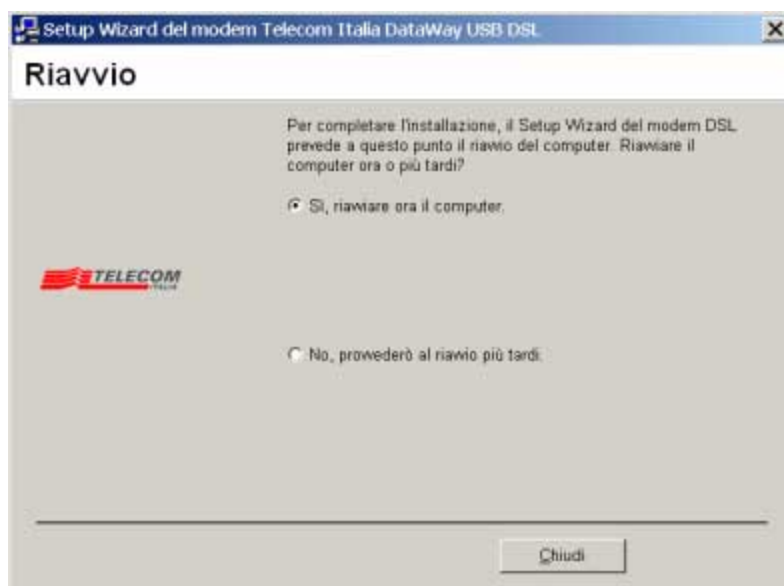 Setup Wizard del modem Telecom Italia DataWay USB DSL
Riavvio
Per completare l'installazione, il Setup Wizard del modem DSL
prevede a questo punto il riavvio del computer. Riavviare il
computer ora o più tardi?
Sì, riavviare ora il computer.
TELECOM
ITALIA
No, provvederò al riavvio più tardi.
Chiudi